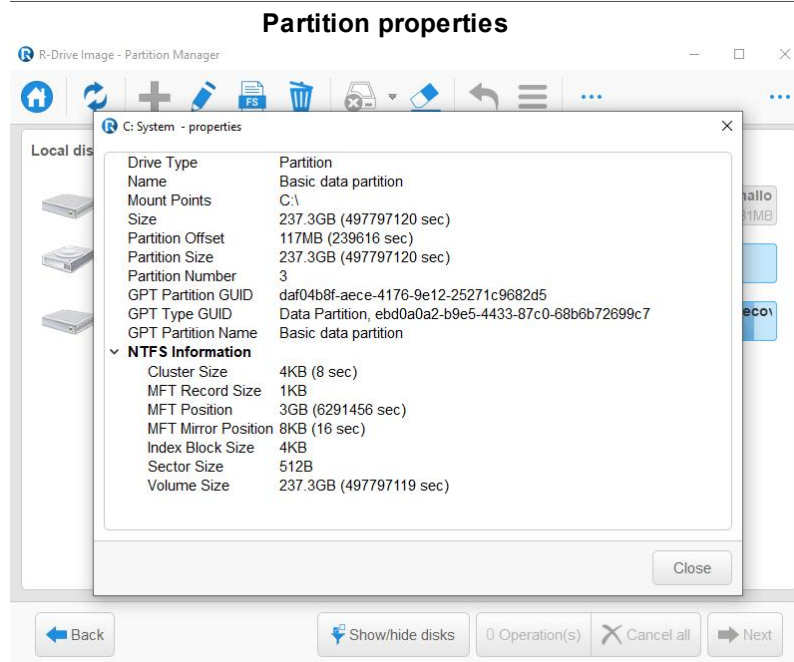 Partition properties
R-Drive Image - Partition Manager
FS
C: System - properties
Local dis
Drive Type Partition
Name Basic data partition
Mount Points C:\
Size 237.3GB (497797120 sec)
Partition Offset 117MB (239616 sec)
Partition Size 237.3GB (497797120 sec)
Partition Number 3
GPT Partition GUID daf04b8f-aece-4176-9e12-25271c9682d5
GPT Type GUID Data Partition, ebd0a0a2-b9e5-4433-87c0-68b6b72699c7
GPT Partition Name Basic data partition
NTFS Information
Cluster Size 4KB (8 sec)
MFT Record Size 1KB
MFT Position 3GB (6291456 sec)
MFT Mirror Position 8KB (16 sec)
Index Block Size 4KB
Sector Size 512B
Volume Size 237.3GB (497797119 sec)
nallo
31MB
ecov
Close
Back
Show/hide disks
0 Operation(s)
Cancel all
Next